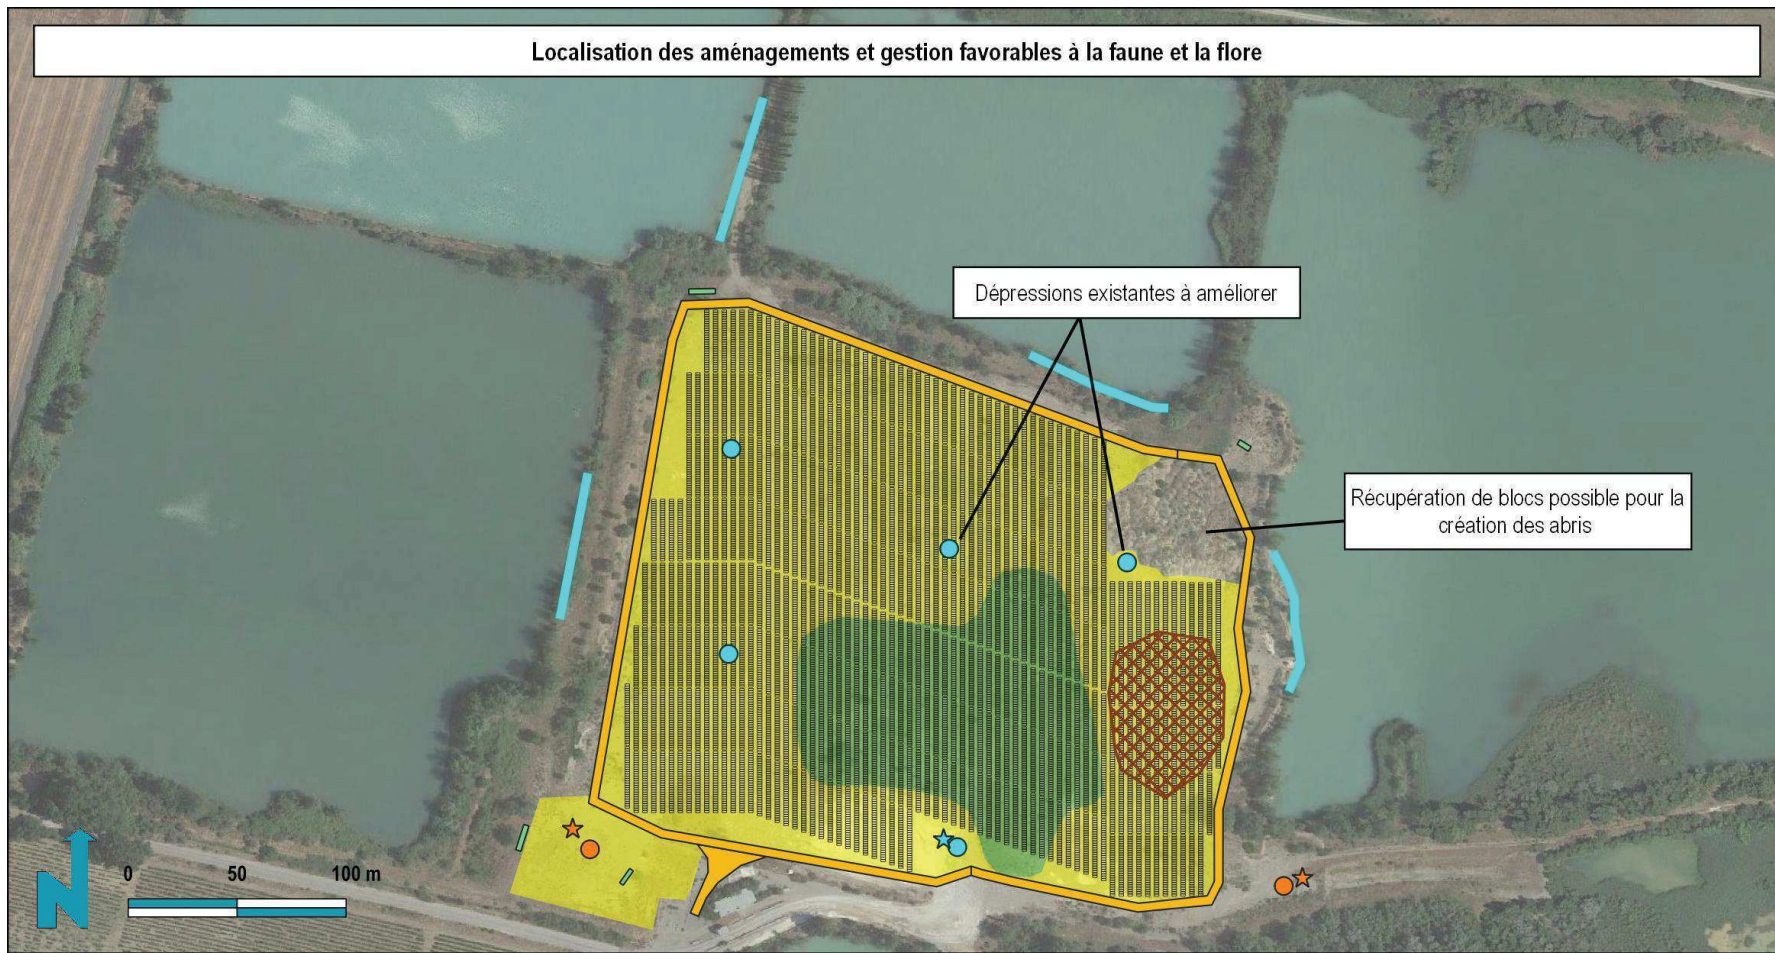 Localisation des aménagements et gestion favorables à la faune et la flore
Dépressions existantes à améliorer
Récupération de blocs possible pour la
création des abris
N
0 50 100 m